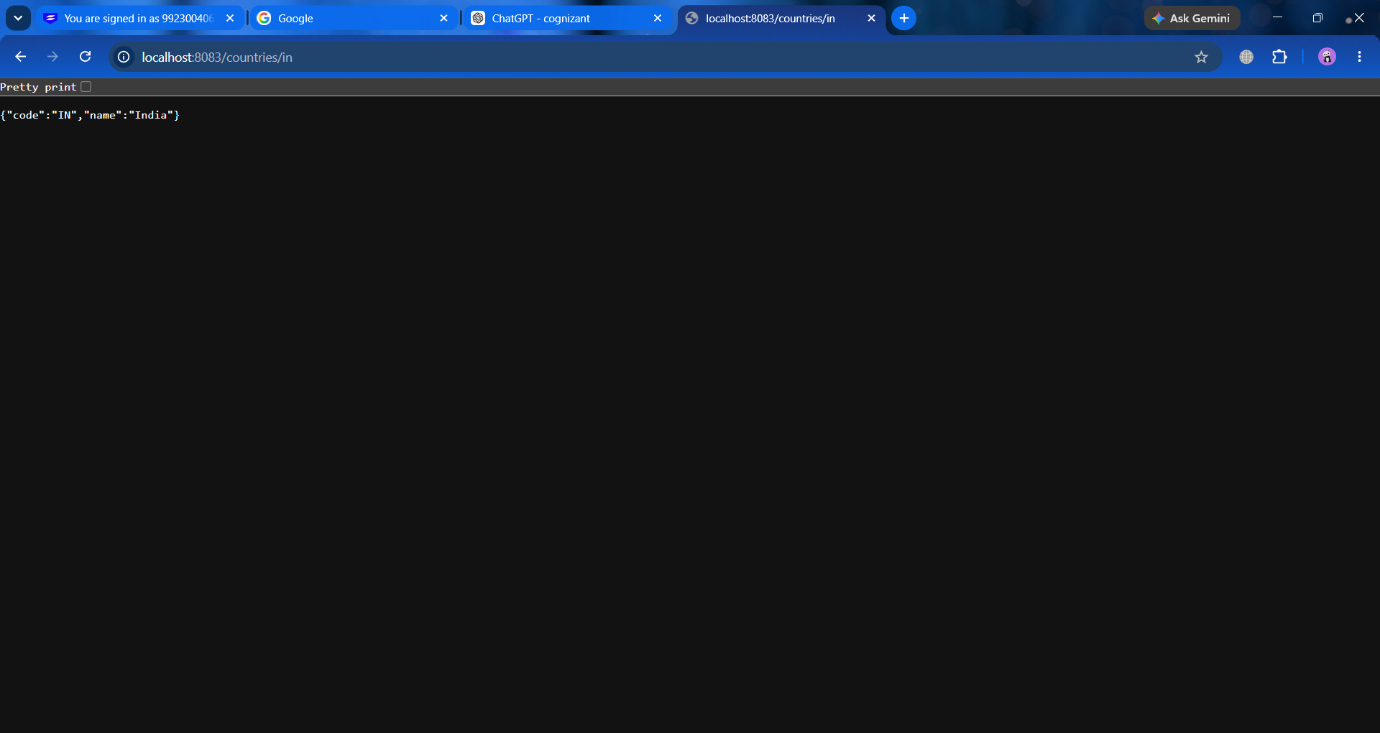 You are signed in as 992300406
Google
ChatGPT - cognizant
localhost:8083/countries/in
Ask Gemini
localhost:8083/countries/in
Pretty print
{"code":"IN","name":"India"}